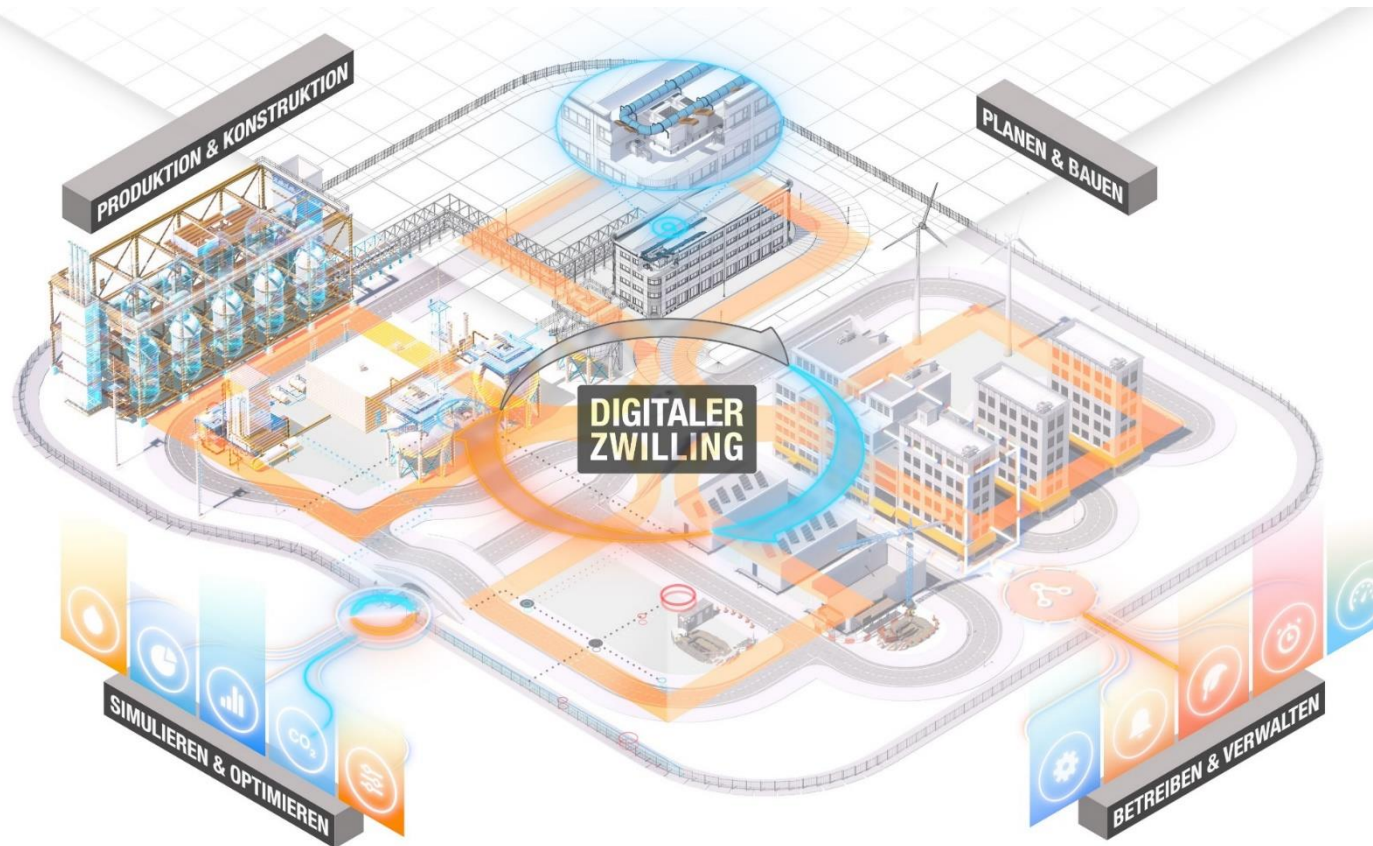 PRODUKTION & KONSTRUKTION
PLANEN & BAUEN
DIGITALER
ZWILLING
CO₂
SIMULIEREN & OPTIMIEREN
BETREIBEN & VERWALTEN